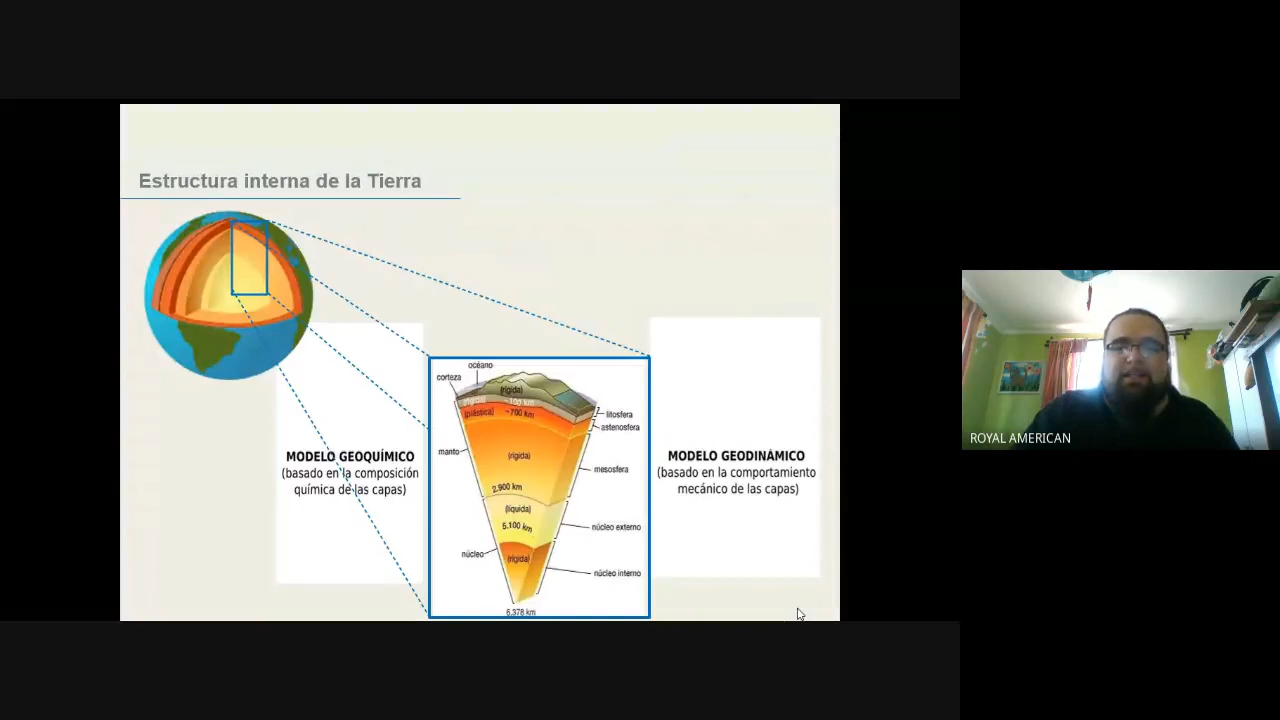 Estructura interna de la Tierra
MODELO GEOQUÍMICO
(basado en la composición
química de las capas)
océano
corteza
(rígida)
(rígida) ~100 km
(plástica) ~700 km
litosfera
astenosfera
manto
(rígida)
mesosfera
2.900 km
(líquida)
5.100 km
núcleo externo
núcleo
(rígida)
núcleo interno
6.378 km
MODELO GEODINÁMICO
(basado en la comportamiento
mecánico de las capas)
ROYAL AMERICAN